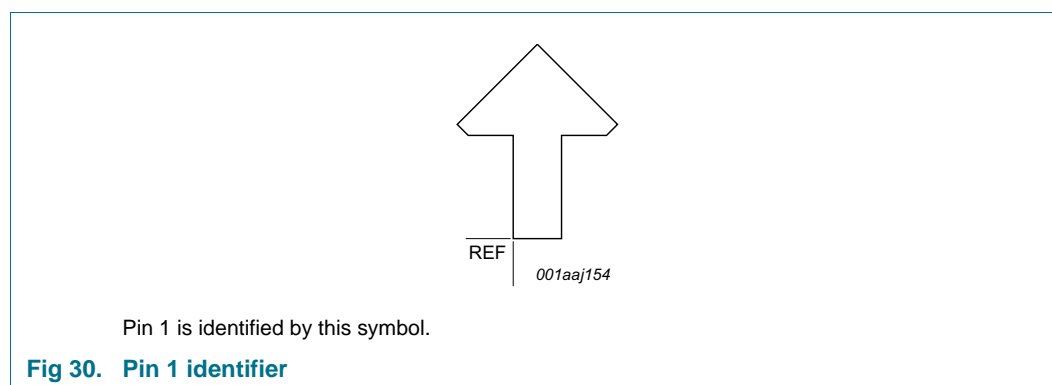 REF
001aaj154
Pin 1 is identified by this symbol.
Fig 30. Pin 1 identifier